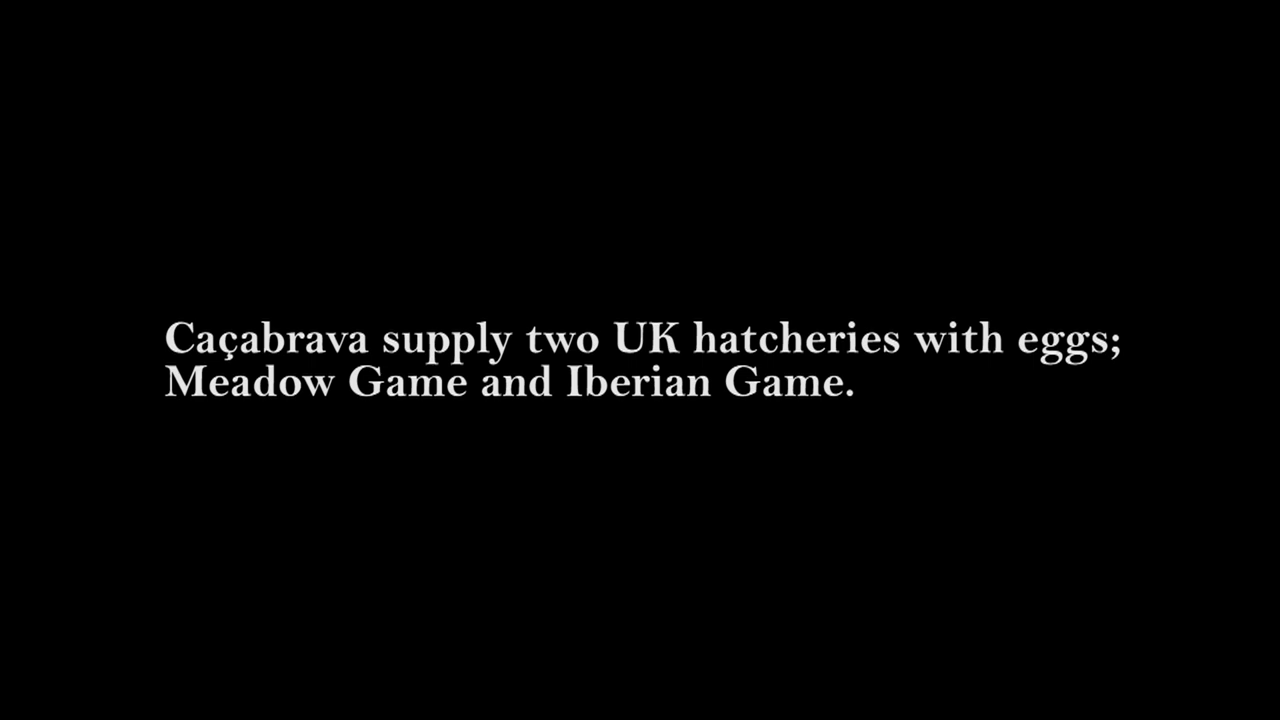 Caçabrava supply two UK hatcheries with eggs;
Meadow Game and Iberian Game.